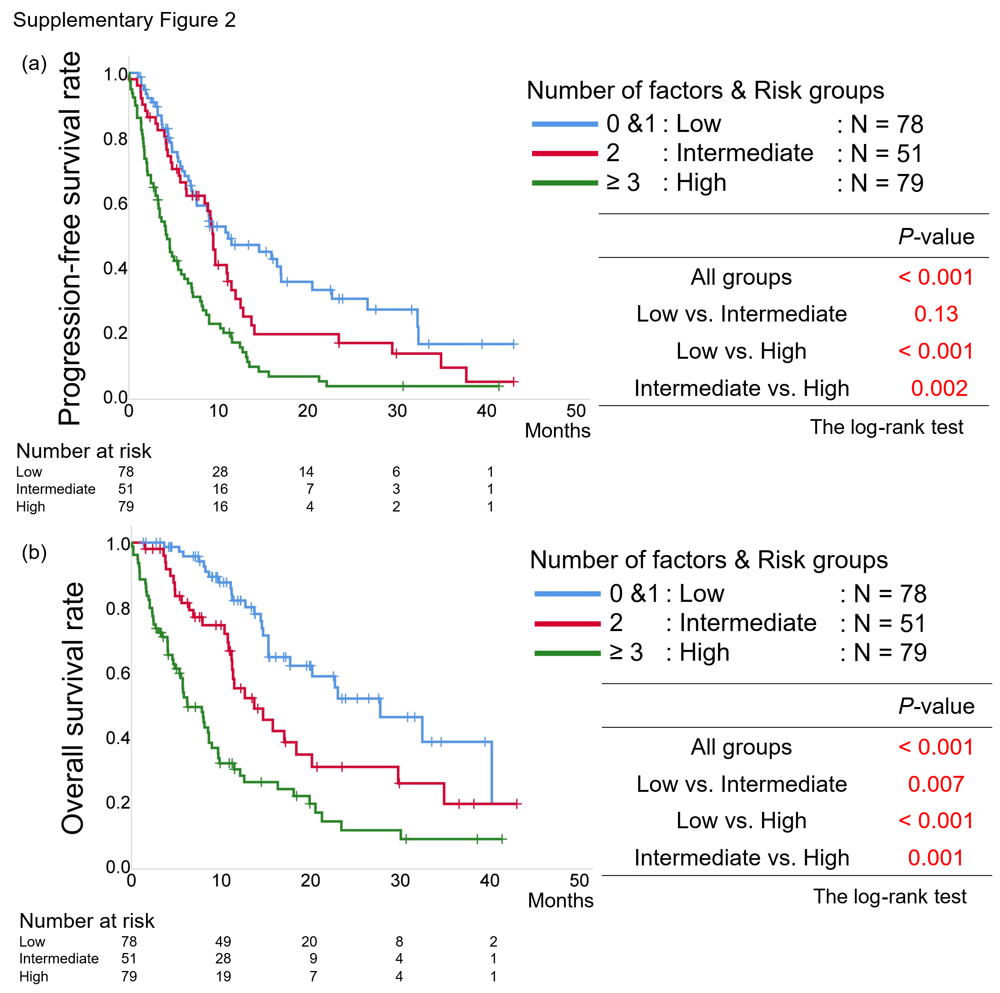 Supplementary Figure 2
(a)
Progression-free survival rate
1.0
0.8
0.6
0.4
0.2
0.0
0 10 20 30 40 50
Months
Number of factors & Risk groups
0 &1 : Low : N = 78
2 : Intermediate : N = 51
≥ 3 : High : N = 79
P-value
All groups < 0.001
Low vs. Intermediate 0.13
Low vs. High < 0.001
Intermediate vs. High 0.002
The log-rank test
Number at risk
Low 78 28 14 6 1
Intermediate 51 16 7 3 1
High 79 16 4 2 1
(b)
Overall survival rate
1.0
0.8
0.6
0.4
0.2
0.0
0 10 20 30 40 50
Months
Number of factors & Risk groups
0 &1 : Low : N = 78
2 : Intermediate : N = 51
≥ 3 : High : N = 79
P-value
All groups < 0.001
Low vs. Intermediate 0.007
Low vs. High < 0.001
Intermediate vs. High 0.001
The log-rank test
Number at risk
Low 78 49 20 8 2
Intermediate 51 28 9 4 1
High 79 19 7 4 1